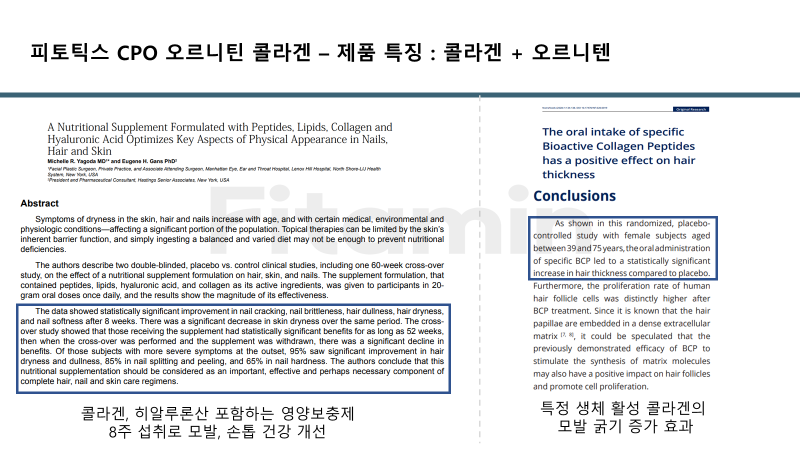 피토틱스 CPO 오르니틴 콜라겐 – 제품 특징 : 콜라겐 + 오르니텐
A Nutritional Supplement Formulated with Peptides, Lipids, Collagen and
Hyaluronic Acid Optimizes Key Aspects of Physical Appearance in Nails,
Hair and Skin
Michelle R. Yagoda MD¹* and Eugene H. Gans PhD²
¹Facial Plastic Surgeon, Private Practice, and Associate Attending Surgeon, Manhattan Eye, Ear and Throat Hospital, Lenox Hill Hospital, North Shore-LIJ Health
System, New York, USA
²President and Pharmaceutical Consultant, Hastings Senior Associates, New York, USA
Abstract
Symptoms of dryness in the skin, hair and nails increase with age, and with certain medical, environmental and
physiologic conditions—affecting a significant portion of the population. Topical therapies can be limited by the skin's
inherent barrier function, and simply ingesting a balanced and varied diet may not be enough to prevent nutritional
deficiencies.
The authors describe two double-blinded, placebo vs. control clinical studies, including one 60-week cross-over
study, on the effect of a nutritional supplement formulation on hair, skin, and nails. The supplement formulation, that
contained peptides, lipids, hyaluronic acid, and collagen as its active ingredients, was given to participants in 20-
gram oral doses once daily, and the results show the magnitude of its effectiveness.
The data showed statistically significant improvement in nail cracking, nail brittleness, hair dullness, hair dryness,
and nail softness after 8 weeks. There was a significant decrease in skin dryness over the same period. The cross-
over study showed that those receiving the supplement had statistically significant benefits for as long as 52 weeks,
then when the cross-over was performed and the supplement was withdrawn, there was a significant decline in
benefits. Of those subjects with more severe symptoms at the outset, 95% saw significant improvement in hair
dryness and dullness, 85% in nail splitting and peeling, and 65% in nail hardness. The authors conclude that this
nutritional supplementation should be considered as an important, effective and perhaps necessary component of
complete hair, nail and skin care regimens.
콜라겐, 히알루론산 포함하는 영양보충제
8주 섭취로 모발, 손톱 건강 개선
Original Research
The oral intake of specific
Bioactive Collagen Peptides
has a positive effect on hair
thickness
Conclusions
As shown in this randomized, placebo-
controlled study with female subjects aged
between 39 and 75 years, the oral administration
of specific BCP led to a statistically significant
increase in hair thickness compared to placebo.
Furthermore, the proliferation rate of human
hair follicle cells was distinctly higher after
BCP treatment. Since it is known that the hair
papillae are embedded in a dense extracellular
matrix [7, 8], it could be speculated that the
previously demonstrated efficacy of BCP to
stimulate the synthesis of matrix molecules
may also have a positive impact on hair follicles
and promote cell proliferation.
특정 생체 활성 콜라겐의
모발 굵기 증가 효과
Fitamin